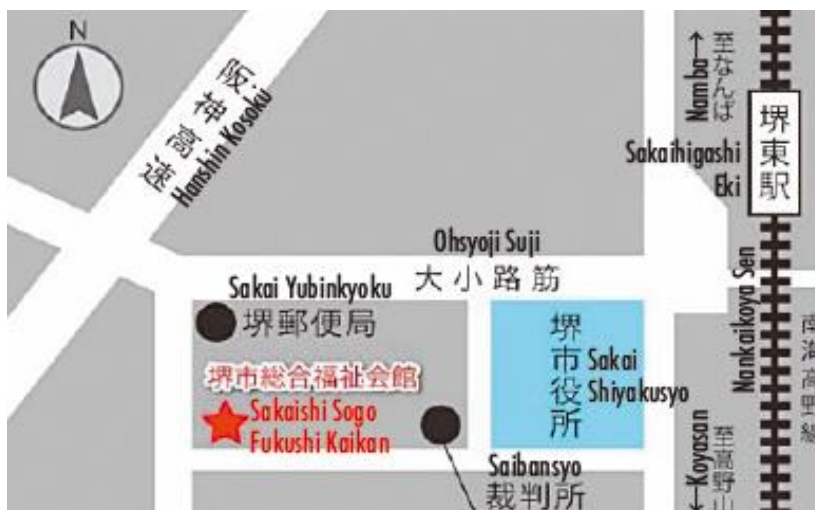 N
阪神高速
Hanshin Kosoku
Namba→
至なんば
堺東駅
Sakaihigashi
Eki
Ohsyoji Suji
大小路筋
Sakai Yubinkyoku
堺郵便局
堺市総合福祉会館
Sakaishi Sogo
Fukushi Kaikan
堺市役所
Sakai
Shiyakusyo
Nankaikoya Sen
南海高野線
Saibansyo
裁判所
←Koyasan
至高野山